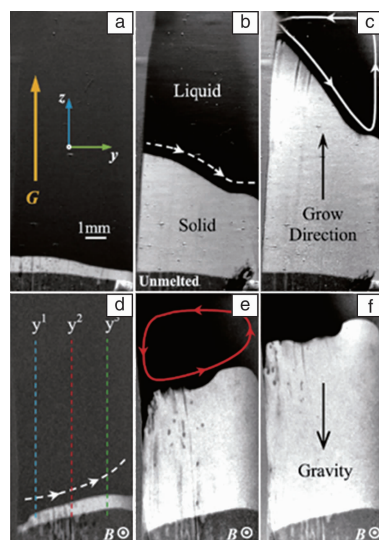 a
z
G
y
1mm
b
Liquid
Solid
Unmelted
c
Grow
Direction
d
y¹
y²
y³
B
e
B
f
Gravity
B